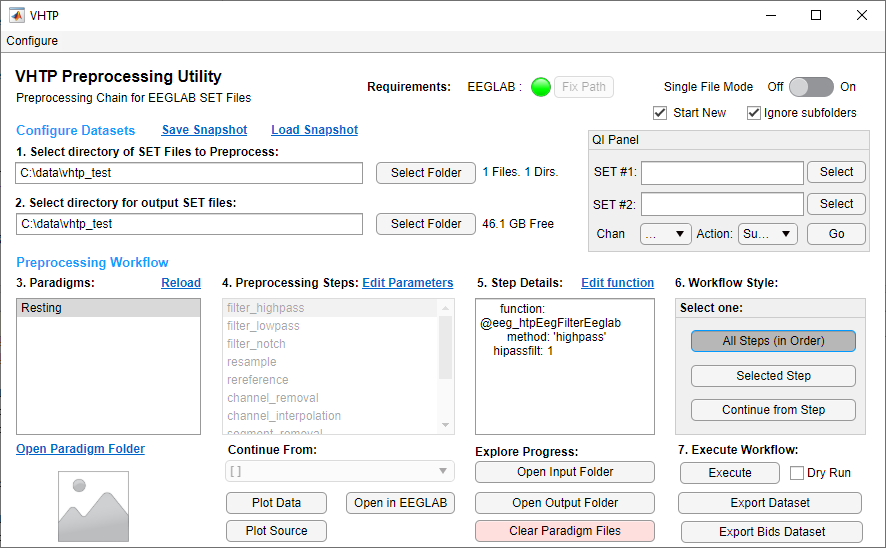 VHTP
Configure
VHTP Preprocessing Utility
Preprocessing Chain for EEGLAB SET Files
Requirements: EEGLAB : Fix Path
Single File Mode Off On
Start New Ignore subfolders
Configure Datasets Save Snapshot Load Snapshot
1. Select directory of SET Files to Preprocess:
C:\data\vhtp_test Select Folder 1 Files. 1 Dirs.
2. Select directory for output SET files:
C:\data\vhtp_test Select Folder 46.1 GB Free
QI Panel
SET #1: Select
SET #2: Select
Chan ... Action: Su... Go
Preprocessing Workflow
3. Paradigms: Reload
Resting
Open Paradigm Folder
4. Preprocessing Steps: Edit Parameters
filter_highpass
filter_lowpass
filter_notch
resample
rereference
channel_removal
channel_interpolation
segment_removal
Continue From:
[ ]
Plot Data Open in EEGLAB
Plot Source
5. Step Details: Edit function
function:
@eeg_htpEegFilterEeglab
method: 'highpass'
hipassfilt: 1
Explore Progress:
Open Input Folder
Open Output Folder
Clear Paradigm Files
6. Workflow Style:
Select one:
All Steps (in Order)
Selected Step
Continue from Step
7. Execute Workflow:
Execute Dry Run
Export Dataset
Export Bids Dataset